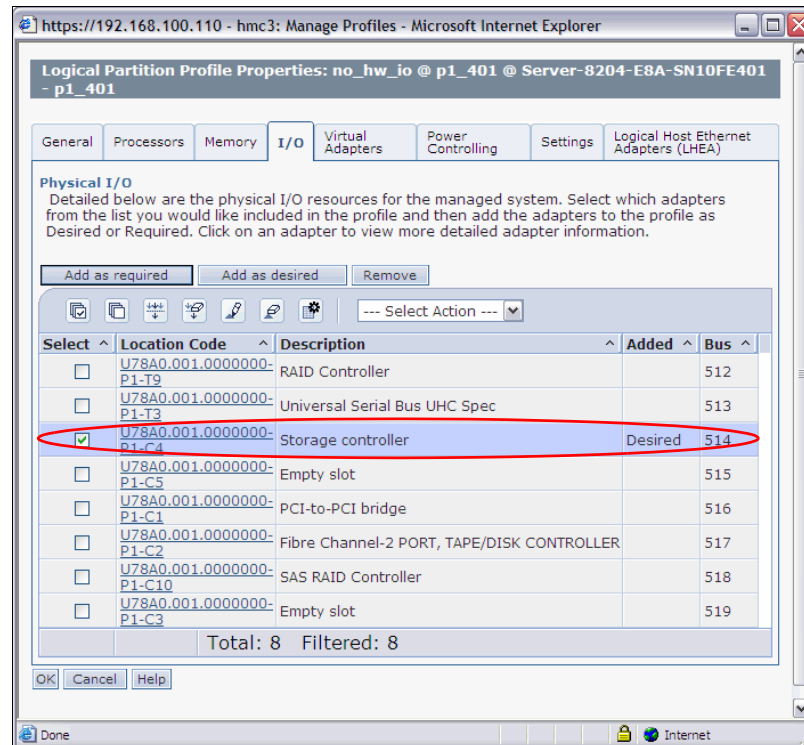 https://192.168.100.110 - hmc3: Manage Profiles - Microsoft Internet Explorer
Logical Partition Profile Properties: no_hw_io @ p1_401 @ Server-8204-E8A-SN10FE401
- p1_401
General Processors Memory I/O Virtual Adapters Power Controlling Settings Logical Host Ethernet Adapters (LHEA)
Physical I/O
Detailed below are the physical I/O resources for the managed system. Select which adapters
from the list you would like included in the profile and then add the adapters to the profile as
Desired or Required. Click on an adapter to view more detailed adapter information.
Add as required Add as desired Remove
--- Select Action ---
Select ^ Location Code ^ Description ^ Added ^ Bus ^
U78A0.001.0000000-
P1-T9 RAID Controller 512
U78A0.001.0000000-
P1-T3 Universal Serial Bus UHC Spec 513
U78A0.001.0000000-
P1-C4 Storage controller Desired 514
U78A0.001.0000000-
P1-C5 Empty slot 515
U78A0.001.0000000-
P1-C1 PCI-to-PCI bridge 516
U78A0.001.0000000-
P1-C2 Fibre Channel-2 PORT, TAPE/DISK CONTROLLER 517
U78A0.001.0000000-
P1-C10 SAS RAID Controller 518
U78A0.001.0000000-
P1-C3 Empty slot 519
Total: 8 Filtered: 8
OK Cancel Help
Done Internet